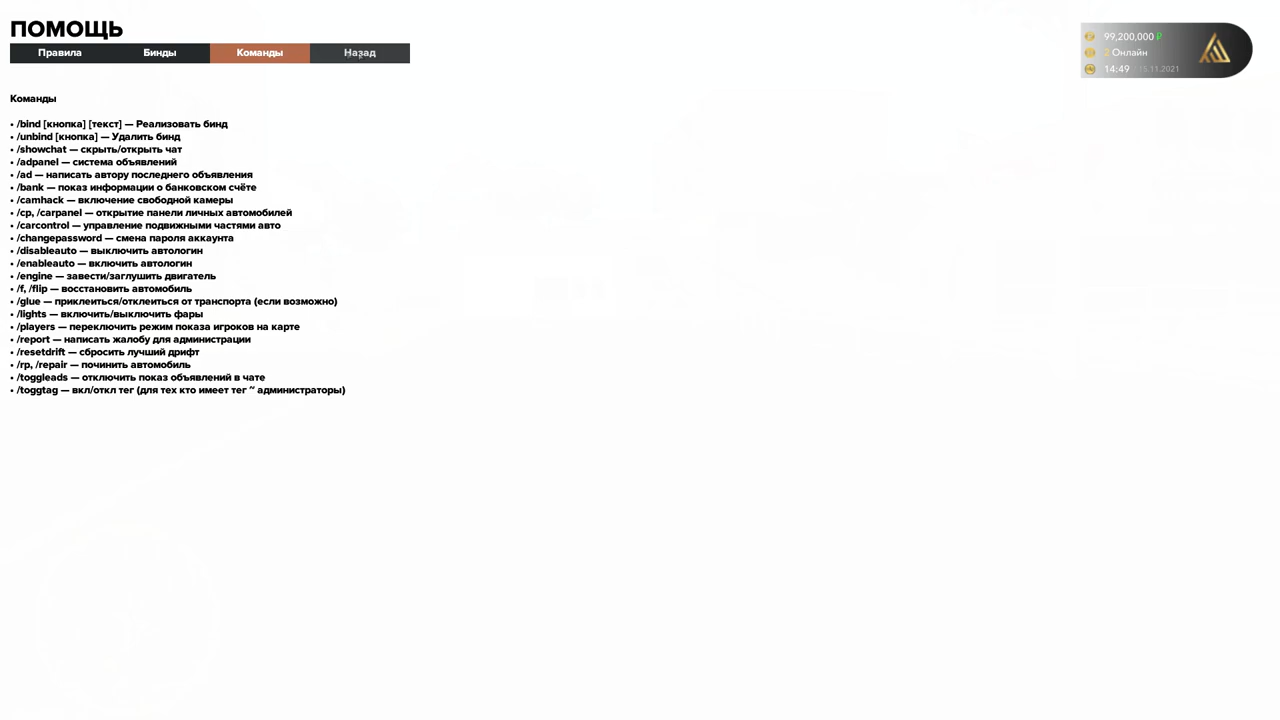 ПОМОЩЬ
Правила Бинды Команды Назад
99,200,000 ₽
Онлайн
14:49 15.11.2021
Команды
• /bind [кнопка] [текст] — Реализовать бинд
• /unbind [кнопка] — Удалить бинд
• /showchat — скрыть/открыть чат
• /adpanel — система объявлений
• /ad — написать автору последнего объявления
• /bank — показ информации о банковском счёте
• /camhack — включение свободной камеры
• /cp, /carpanel — открытие панели личных автомобилей
• /carcontrol — управление подвижными частями авто
• /changepassword — смена пароля аккаунта
• /disableauto — выключить автологин
• /enableauto — включить автологин
• /engine — завести/заглушить двигатель
• /f, /flip — восстановить автомобиль
• /glue — приклеиться/отклеиться от транспорта (если возможно)
• /lights — включить/выключить фары
• /players — переключить режим показа игроков на карте
• /report — написать жалобу для администрации
• /resetdrift — сбросить лучший дрифт
• /rp, /repair — починить автомобиль
• /toggleads — отключить показ объявлений в чате
• /toggtag — вкл/откл тег (для тех кто имеет тег ~ администраторы)